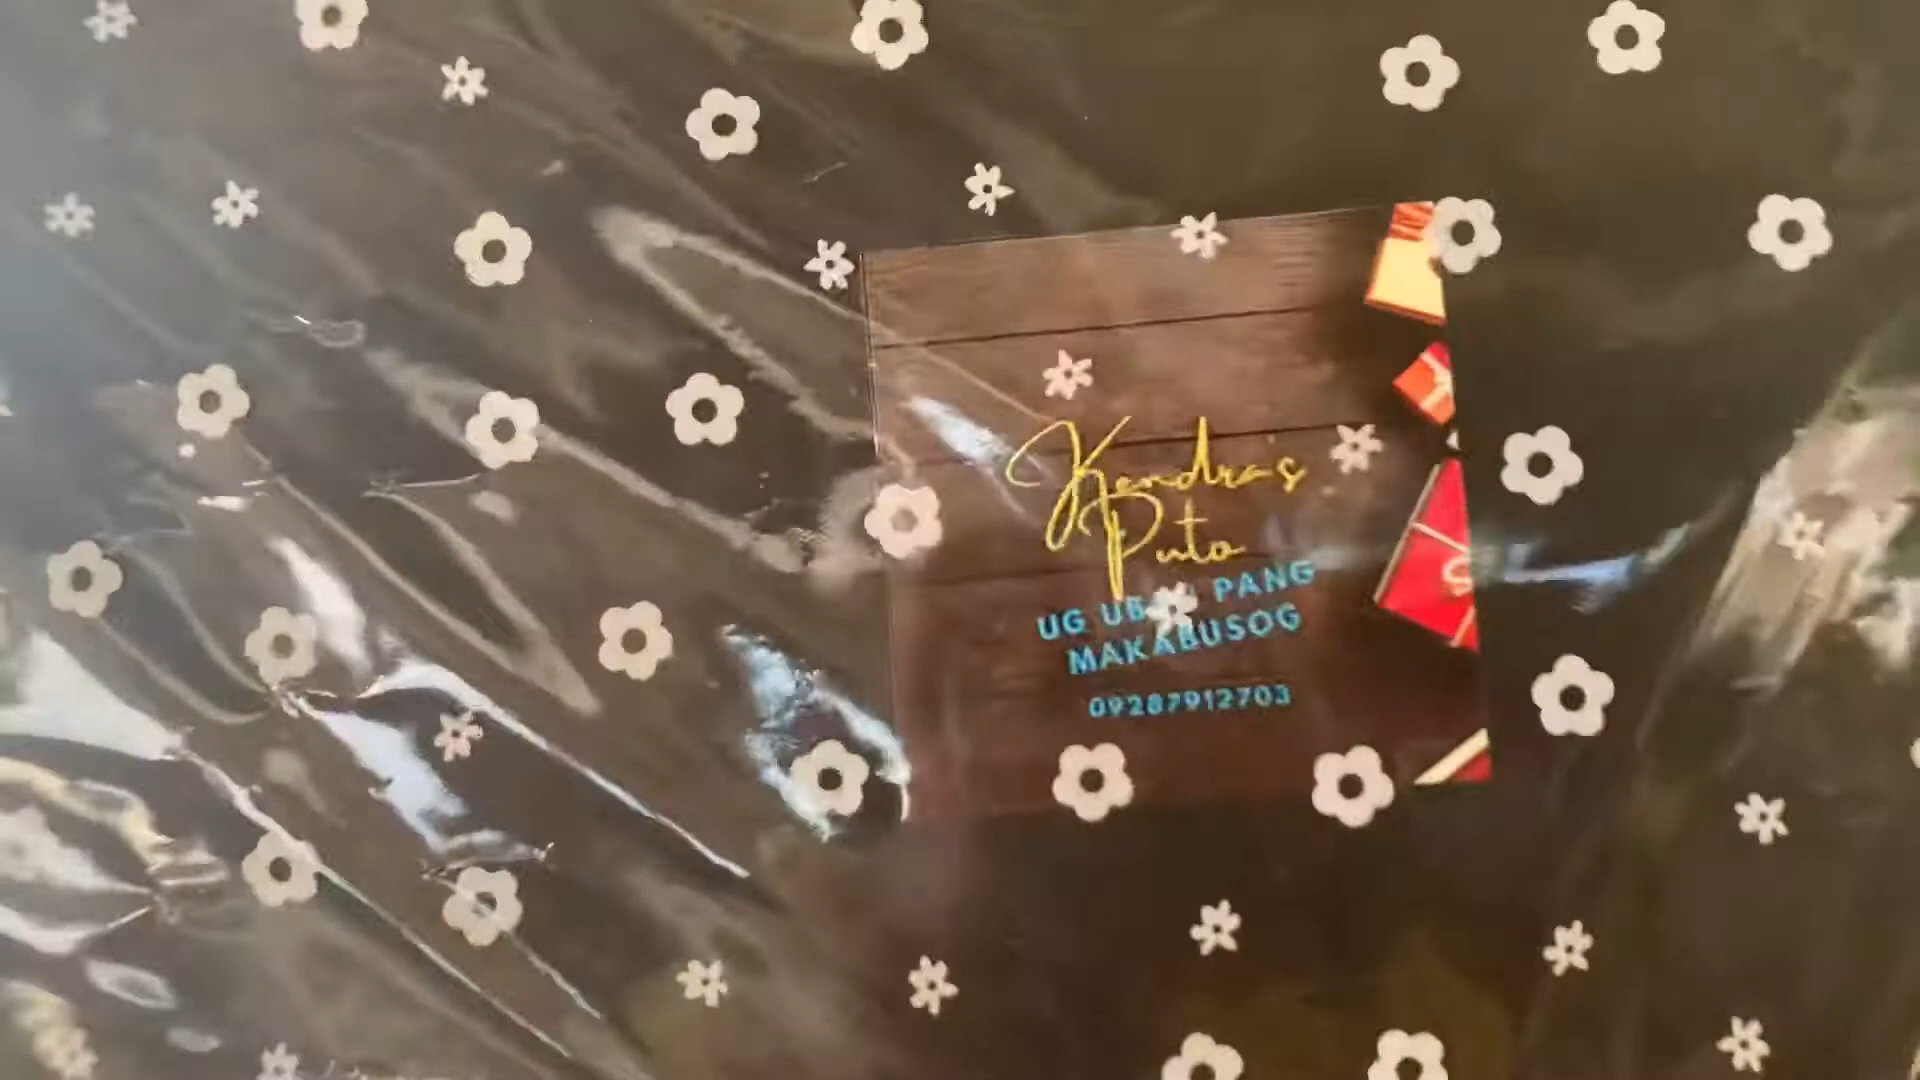 Kendra's
Puto
UG UBAN PANG
MAKABUSOG
09287912703
S